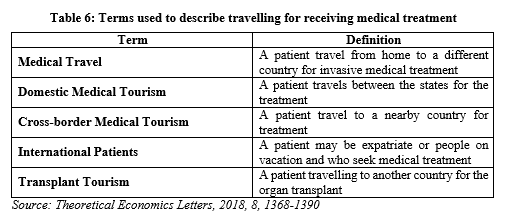 Table 6: Terms used to describe travelling for receiving medical treatment
Term Definition
Medical Travel A patient travel from home to a different
country for invasive medical treatment
Domestic Medical Tourism A patient travels between the states for the
treatment
Cross-border Medical Tourism A patient travel to a nearby country for
treatment
International Patients A patient may be expatriate or people on
vacation and who seek medical treatment
Transplant Tourism A patient travelling to another country for the
organ transplant
Source: Theoretical Economics Letters, 2018, 8, 1368-1390